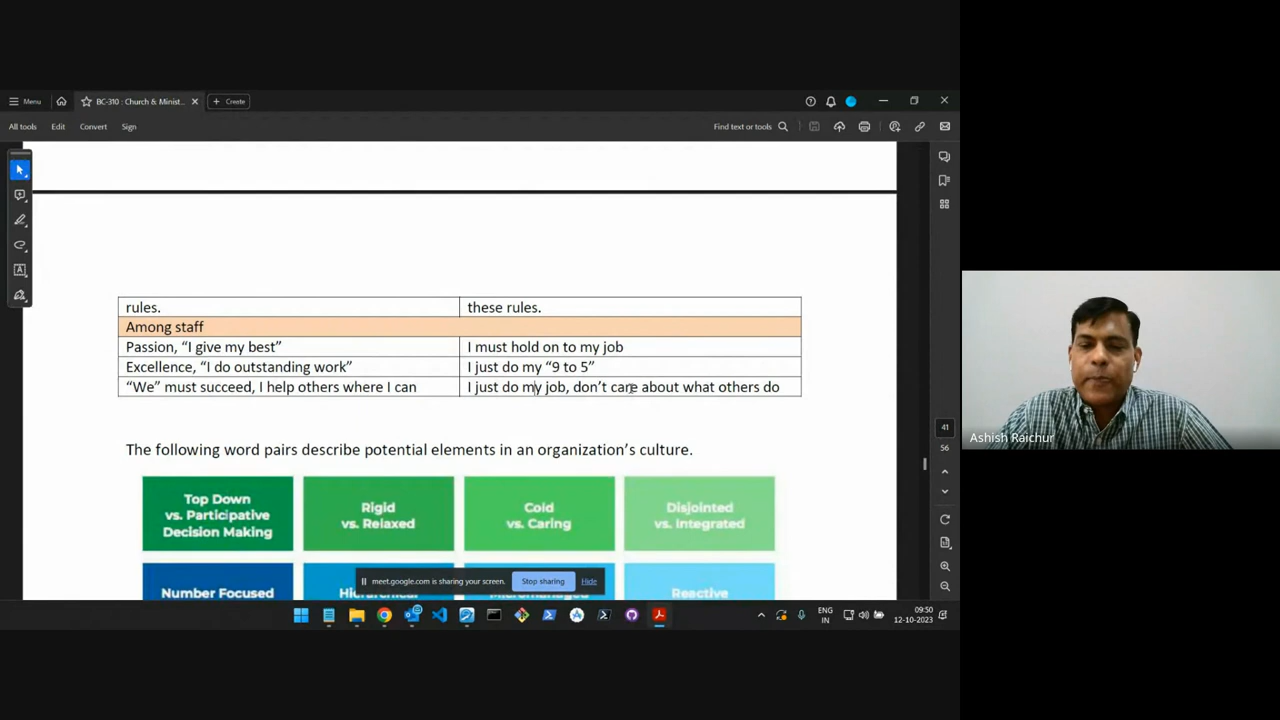 Menu
BC-310 : Church & Minist...
Create
All tools
Edit
Convert
Sign
Find text or tools
rules.
these rules.
Among staff
Passion, “I give my best”
I must hold on to my job
Excellence, “I do outstanding work”
I just do my “9 to 5”
“We” must succeed, I help others where I can
I just do my job, don’t care about what others do
The following word pairs describe potential elements in an organization’s culture.
Top Down
vs. Participative
Decision Making
Rigid
vs. Relaxed
Cold
vs. Caring
Disjointed
vs. Integrated
Number Focused
Hierarchical
Micromanaged
Reactive
meet.google.com is sharing your screen.
Stop sharing
Hide
41
56
ENG
IN
09:50
12-10-2023
Ashish Raichur